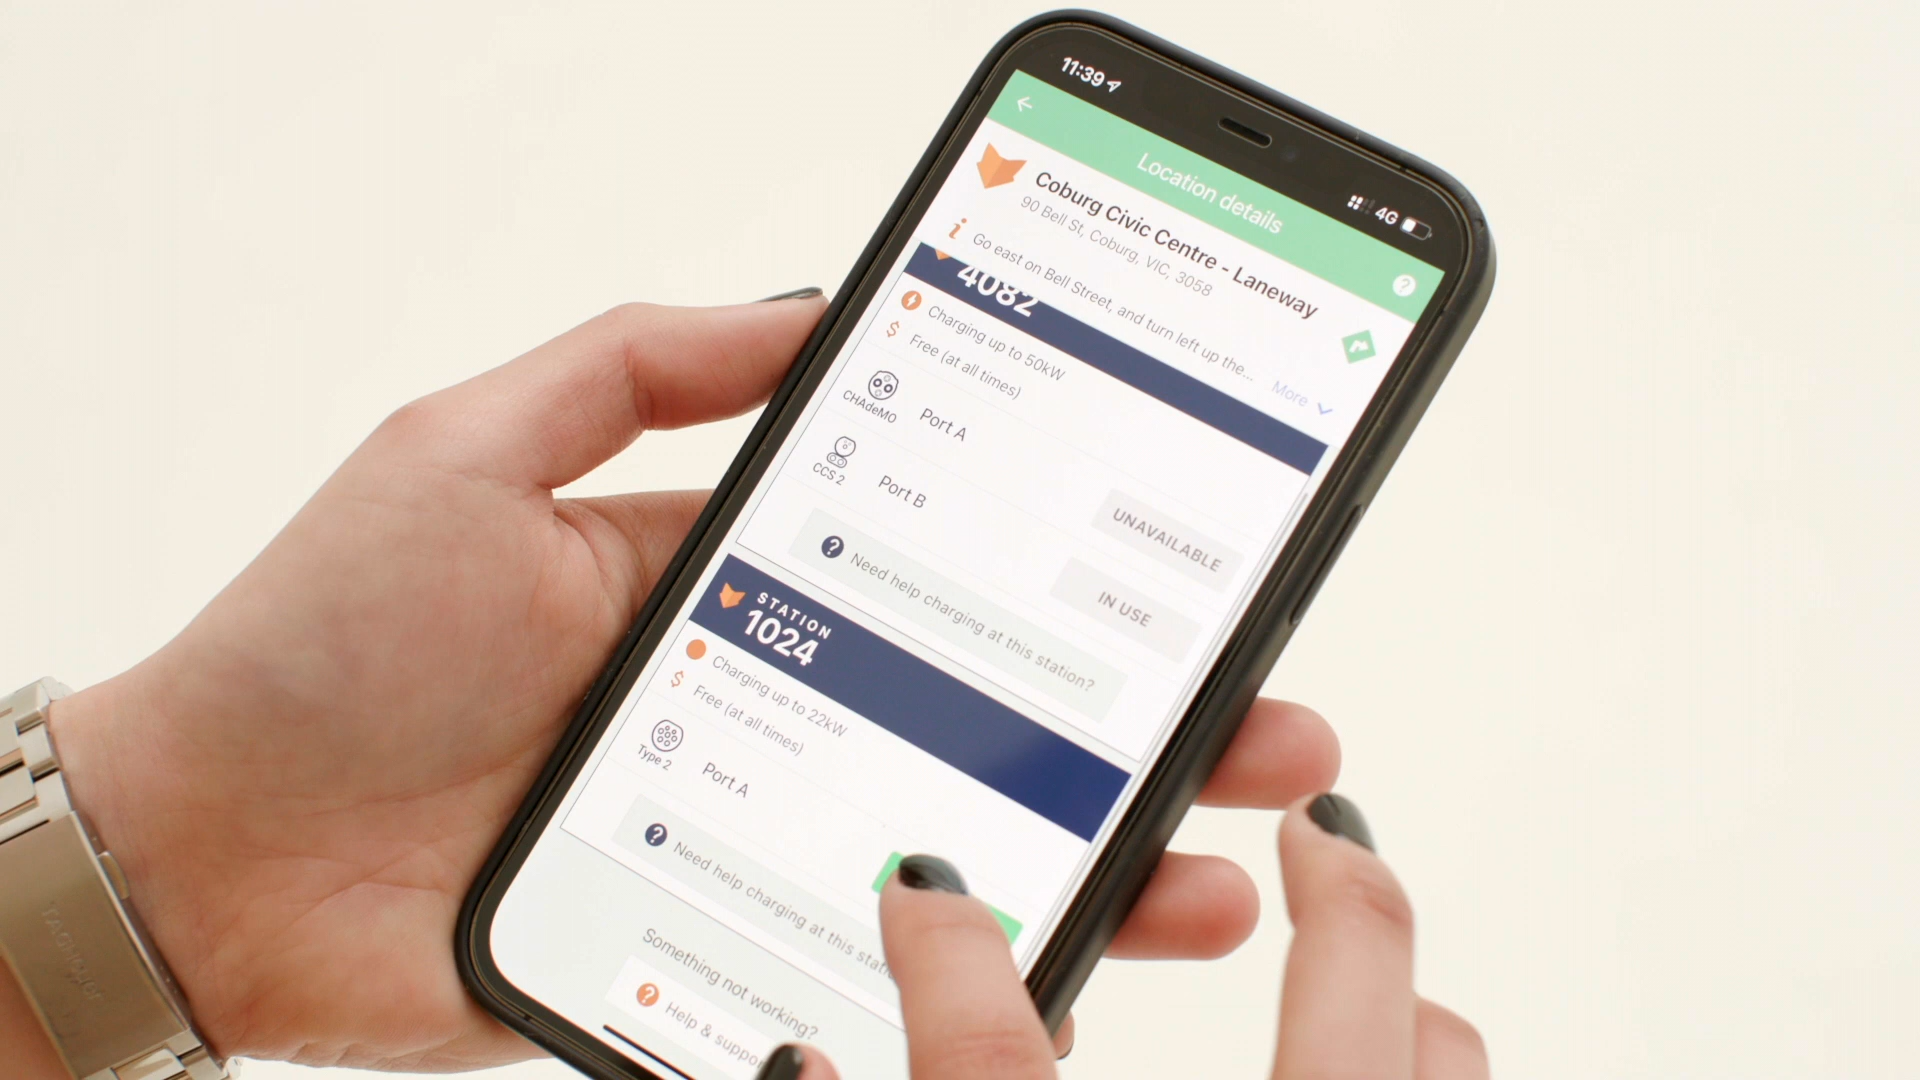 11:39
4G
Location details
?
Coburg Civic Centre - Laneway
90 Bell St, Coburg, VIC, 3058
i
Go east on Bell Street, and turn left up the...
More
4082
Charging up to 50kW
$ Free (at all times)
CHAdeMO
Port A
UNAVAILABLE
CCS 2
Port B
IN USE
? Need help charging at this station?
STATION
1024
Charging up to 22kW
$ Free (at all times)
Type 2
Port A
? Need help charging at this
Something not working?
? Help &
TAGHeuer